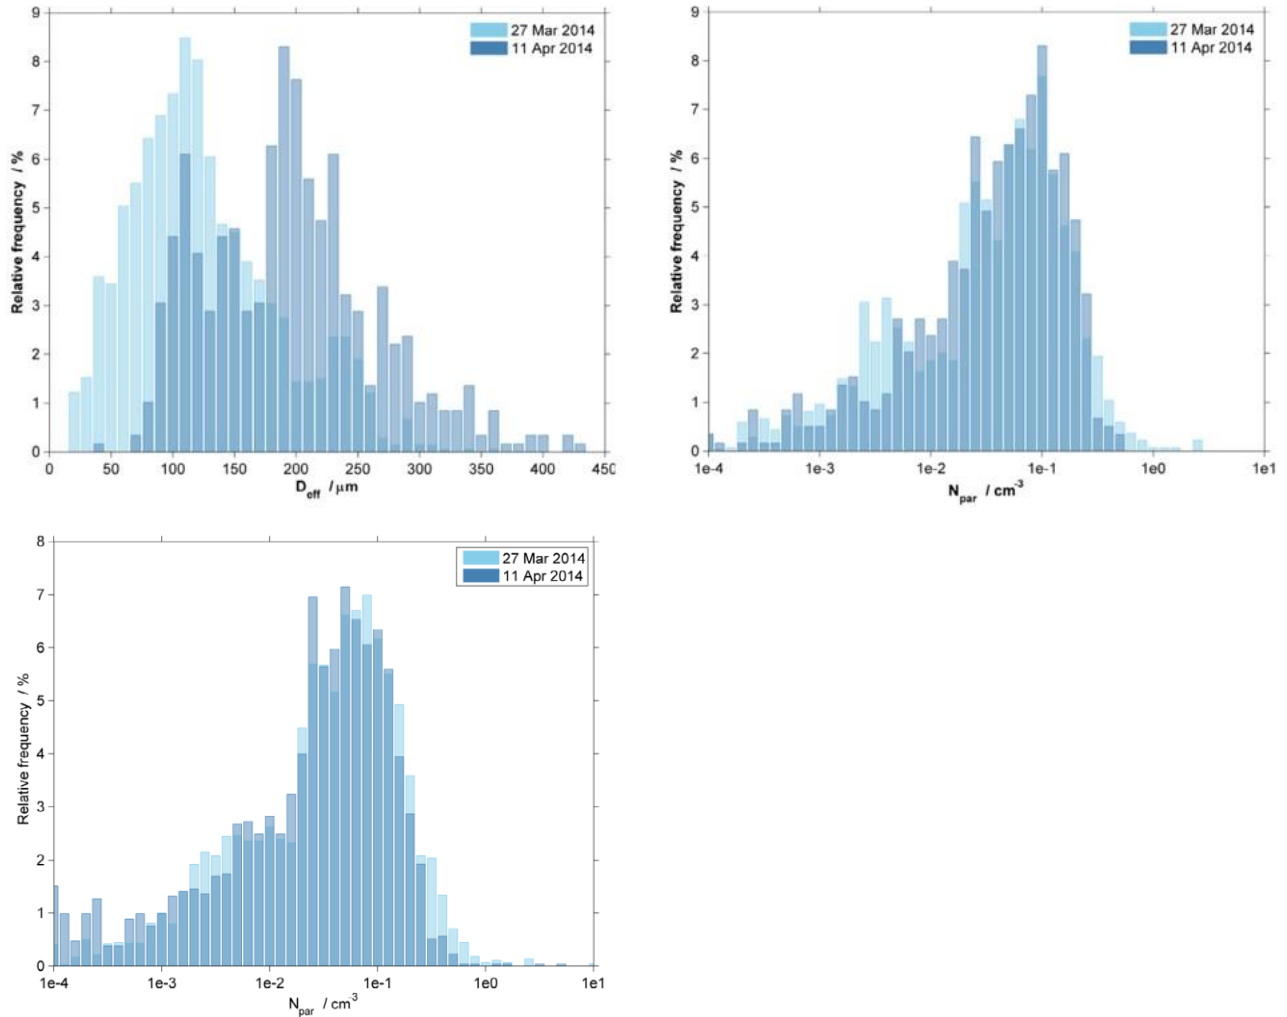 9
8
7
6
5
4
3
2
1
0
Relative frequency / %
27 Mar 2014
11 Apr 2014
0 50 100 150 200 250 300 350 400 450
D_eff / μm
9
8
7
6
5
4
3
2
1
0
Relative frequency / %
27 Mar 2014
11 Apr 2014
1e-4 1e-3 1e-2 1e-1 1e0 1e1
N_par / cm^-3
8
7
6
5
4
3
2
1
0
Relative frequency / %
27 Mar 2014
11 Apr 2014
1e-4 1e-3 1e-2 1e-1 1e0 1e1
N_par / cm^-3